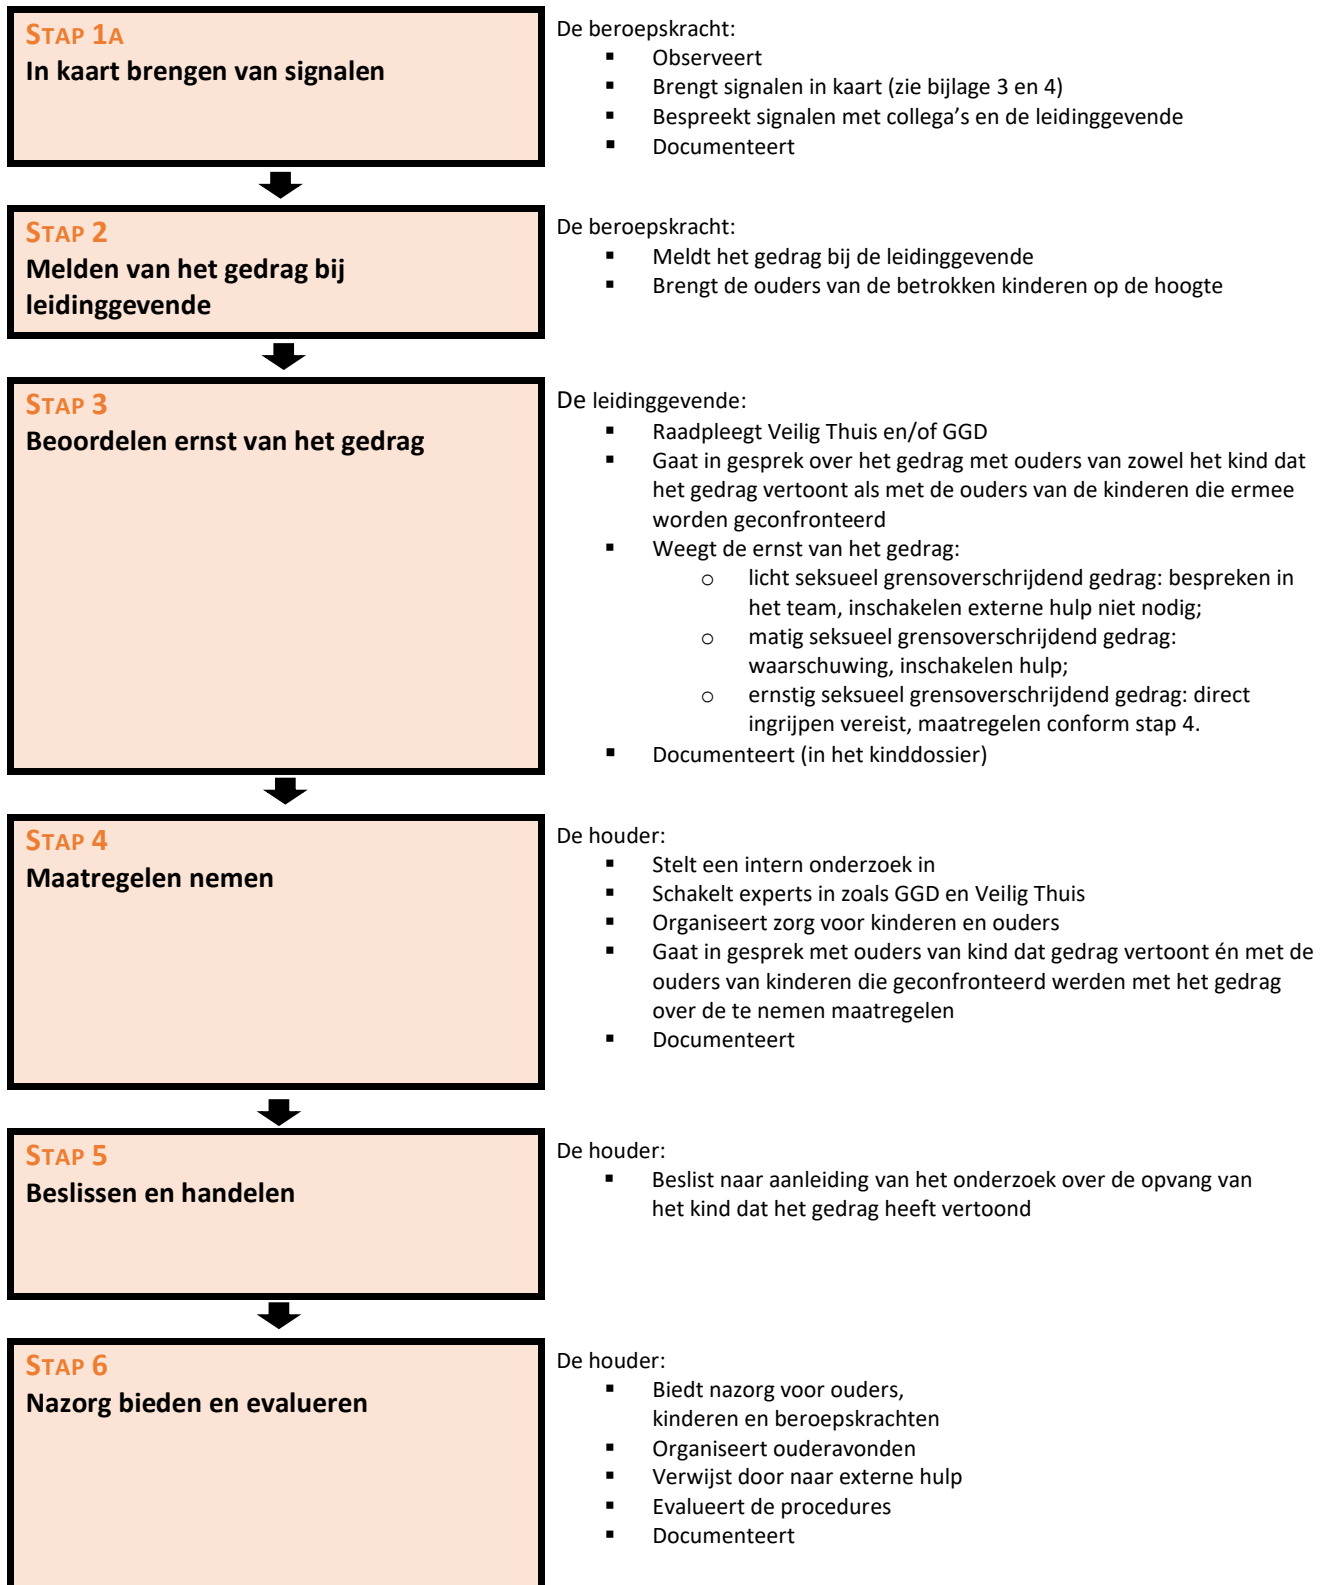 STAP 1A
In kaart brengen van signalen
De beroepskracht:
▪ Observeert
▪ Brengt signalen in kaart (zie bijlage 3 en 4)
▪ Bespreekt signalen met collega’s en de leidinggevende
▪ Documenteert
STAP 2
Melden van het gedrag bij
leidinggevende
De beroepskracht:
▪ Meldt het gedrag bij de leidinggevende
▪ Brengt de ouders van de betrokken kinderen op de hoogte
STAP 3
Beoordelen ernst van het gedrag
De leidinggevende:
▪ Raadpleegt Veilig Thuis en/of GGD
▪ Gaat in gesprek over het gedrag met ouders van zowel het kind dat
het gedrag vertoont als met de ouders van de kinderen die ermee
worden geconfronteerd
▪ Weegt de ernst van het gedrag:
o licht seksueel grensoverschrijdend gedrag: bespreken in
het team, inschakelen externe hulp niet nodig;
o matig seksueel grensoverschrijdend gedrag:
waarschuwing, inschakelen hulp;
o ernstig seksueel grensoverschrijdend gedrag: direct
ingrijpen vereist, maatregelen conform stap 4.
▪ Documenteert (in het kinddossier)
STAP 4
Maatregelen nemen
De houder:
▪ Stelt een intern onderzoek in
▪ Schakelt experts in zoals GGD en Veilig Thuis
▪ Organiseert zorg voor kinderen en ouders
▪ Gaat in gesprek met ouders van kind dat gedrag vertoont én met de
ouders van kinderen die geconfronteerd werden met het gedrag
over de te nemen maatregelen
▪ Documenteert
STAP 5
Beslissen en handelen
De houder:
▪ Beslist naar aanleiding van het onderzoek over de opvang van
het kind dat het gedrag heeft vertoond
STAP 6
Nazorg bieden en evalueren
De houder:
▪ Biedt nazorg voor ouders,
kinderen en beroepskrachten
▪ Organiseert ouderavonden
▪ Verwijst door naar externe hulp
▪ Evalueert de procedures
▪ Documenteert